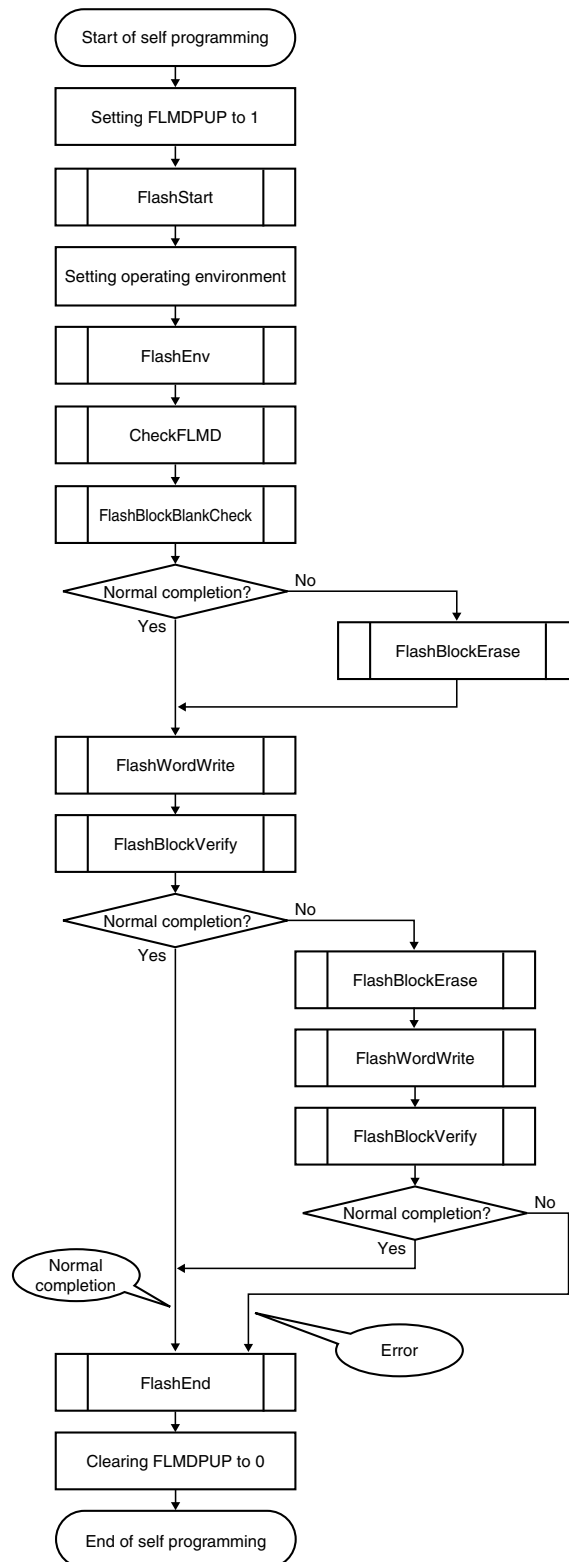 Start of self programming
Setting FLMDPUP to 1
FlashStart
Setting operating environment
FlashEnv
CheckFLMD
FlashBlockBlankCheck
Normal completion?
No
Yes
FlashBlockErase
FlashWordWrite
FlashBlockVerify
Normal completion?
No
Yes
FlashBlockErase
FlashWordWrite
FlashBlockVerify
Normal completion?
No
Yes
Normal
completion
Error
FlashEnd
Clearing FLMDPUP to 0
End of self programming